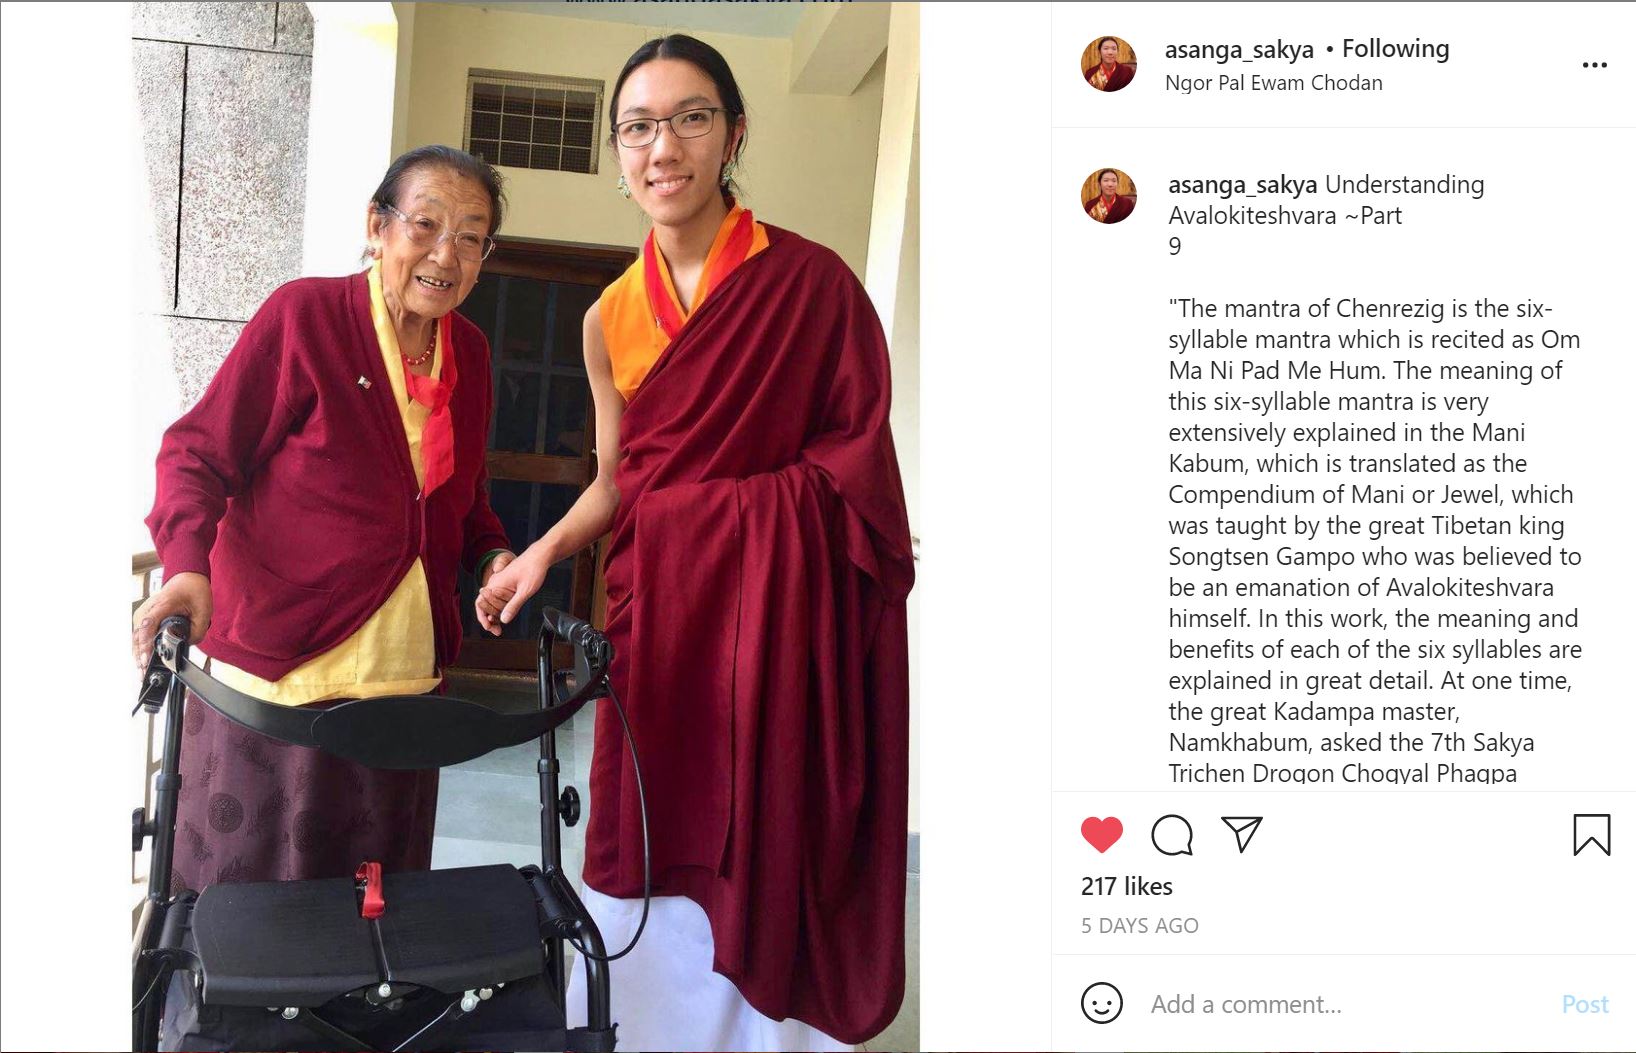 asanga_sakya • Following
Ngor Pal Ewam Chodan
asanga_sakya Understanding
Avalokiteshvara ~Part
9
"The mantra of Chenrezig is the six-
syllable mantra which is recited as Om
Ma Ni Pad Me Hum. The meaning of
this six-syllable mantra is very
extensively explained in the Mani
Kabum, which is translated as the
Compendium of Mani or Jewel, which
was taught by the great Tibetan king
Songtsen Gampo who was believed to
be an emanation of Avalokiteshvara
himself. In this work, the meaning and
benefits of each of the six syllables are
explained in great detail. At one time,
the great Kadampa master,
Namkhabum, asked the 7th Sakya
Trichen Drogon Chogyal Phagpa
217 likes
5 DAYS AGO
Add a comment...
Post